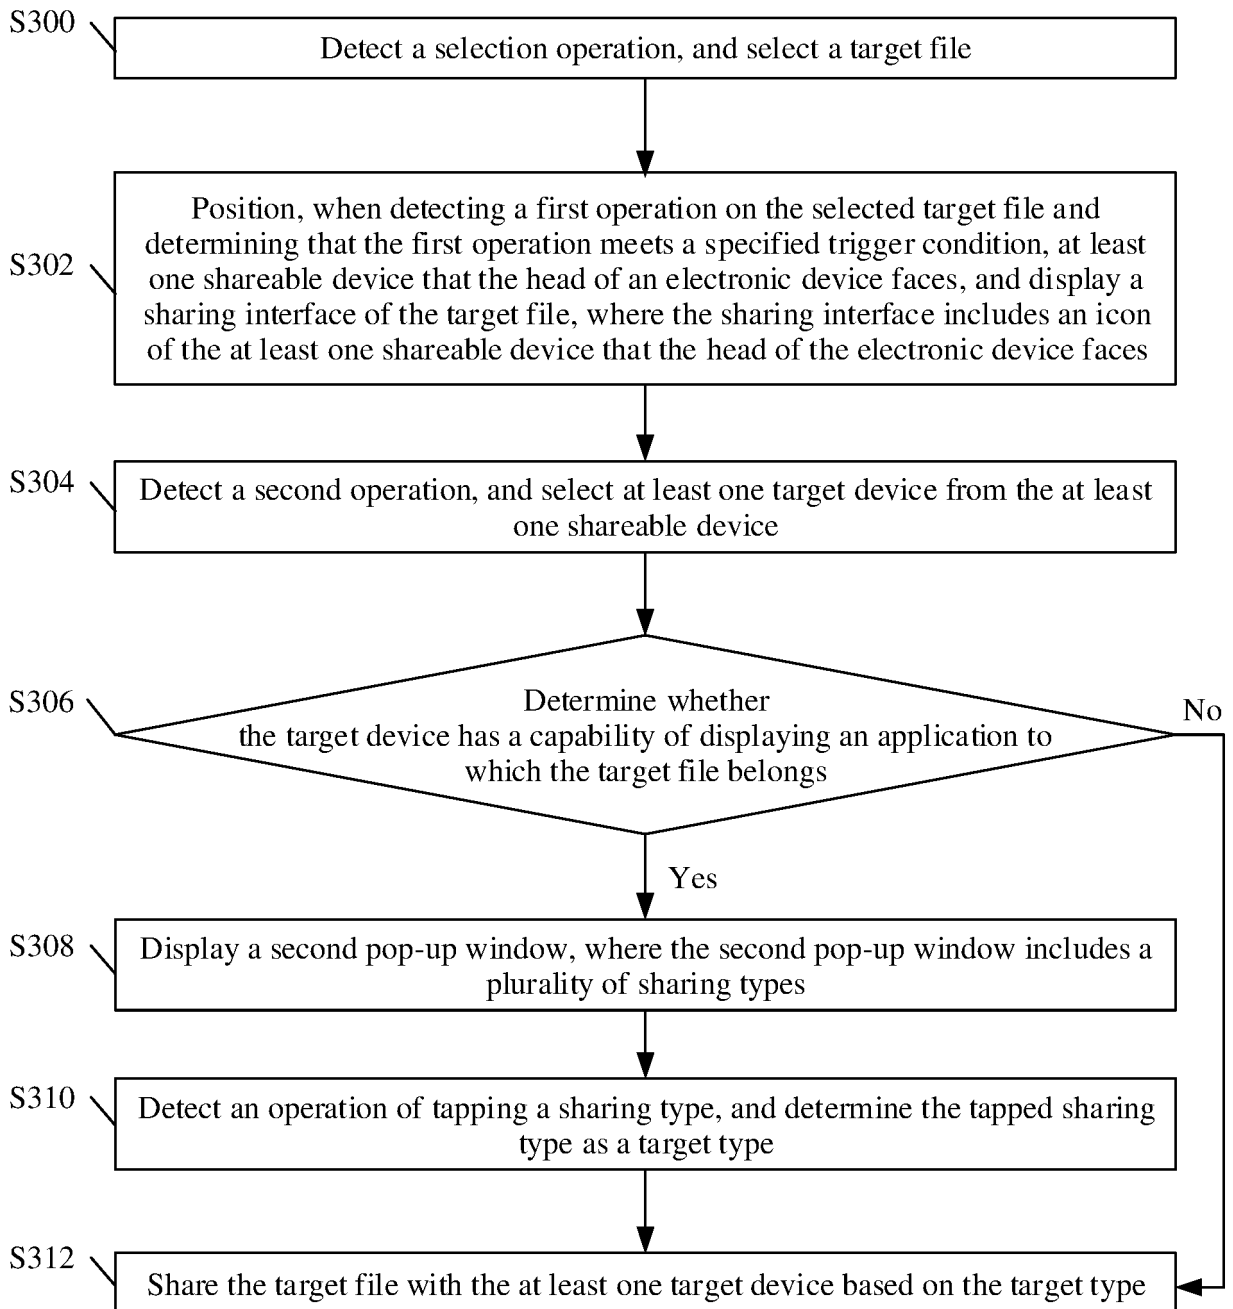 S300
Detect a selection operation, and select a target file
S302
Position, when detecting a first operation on the selected target file and
determining that the first operation meets a specified trigger condition, at least
one shareable device that the head of an electronic device faces, and display a
sharing interface of the target file, where the sharing interface includes an icon
of the at least one shareable device that the head of the electronic device faces
S304
Detect a second operation, and select at least one target device from the at least
one shareable device
S306
Determine whether
the target device has a capability of displaying an application to
which the target file belongs
No
Yes
S308
Display a second pop-up window, where the second pop-up window includes a
plurality of sharing types
S310
Detect an operation of tapping a sharing type, and determine the tapped sharing
type as a target type
S312
Share the target file with the at least one target device based on the target type